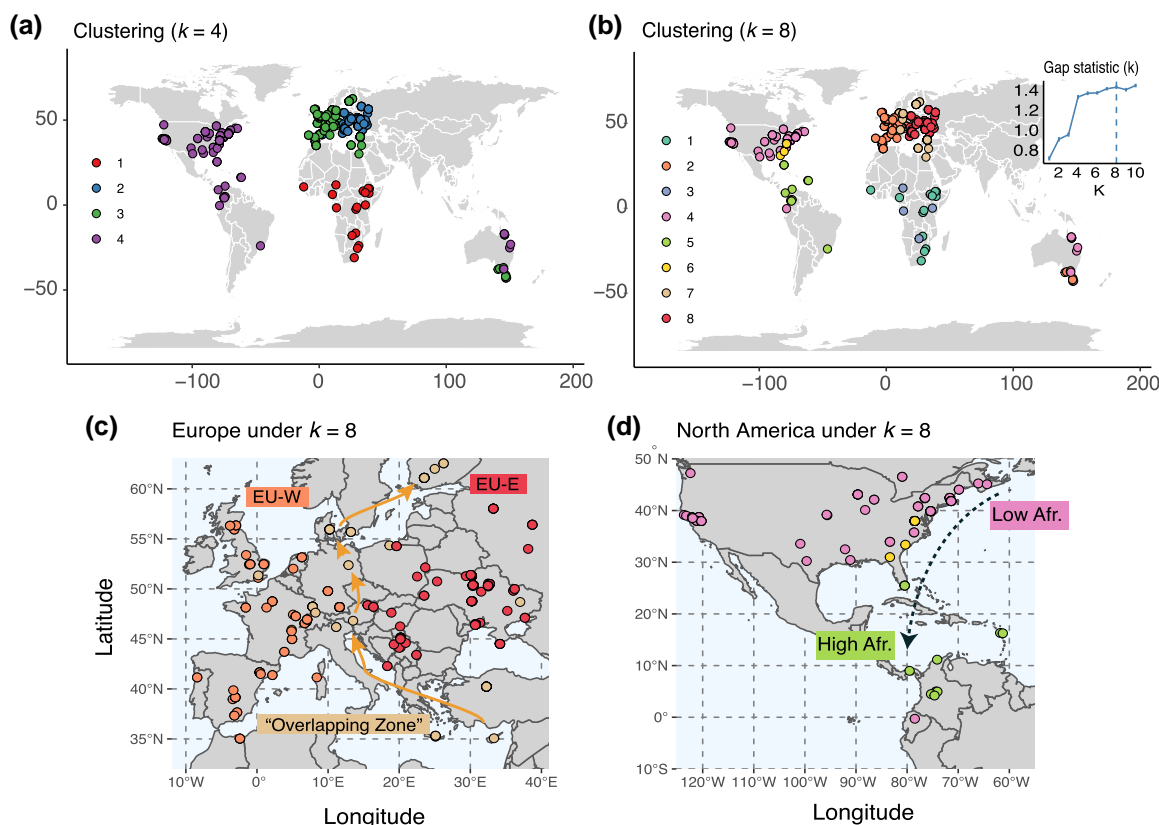 (a)
Clustering (k = 4)
50
0
−50
1
2
3
4
−100
0
100
200
(b)
Clustering (k = 8)
50
0
−50
1
2
3
4
5
6
7
8
−100
0
100
200
Gap statistic (k)
1.4
1.2
1.0
0.8
2 4 6 8 10
K
(c)
Europe under k = 8
Latitude
60°N
55°N
50°N
45°N
40°N
35°N
EU-W
EU-E
“Overlapping Zone”
10°W 0° 10°E 20°E 30°E 40°E
Longitude
(d)
North America under k = 8
50°N
40°N
30°N
20°N
10°N
0°
10°S
Low Afr.
High Afr.
120°W 110°W 100°W 90°W 80°W 70°W 60°W
Longitude